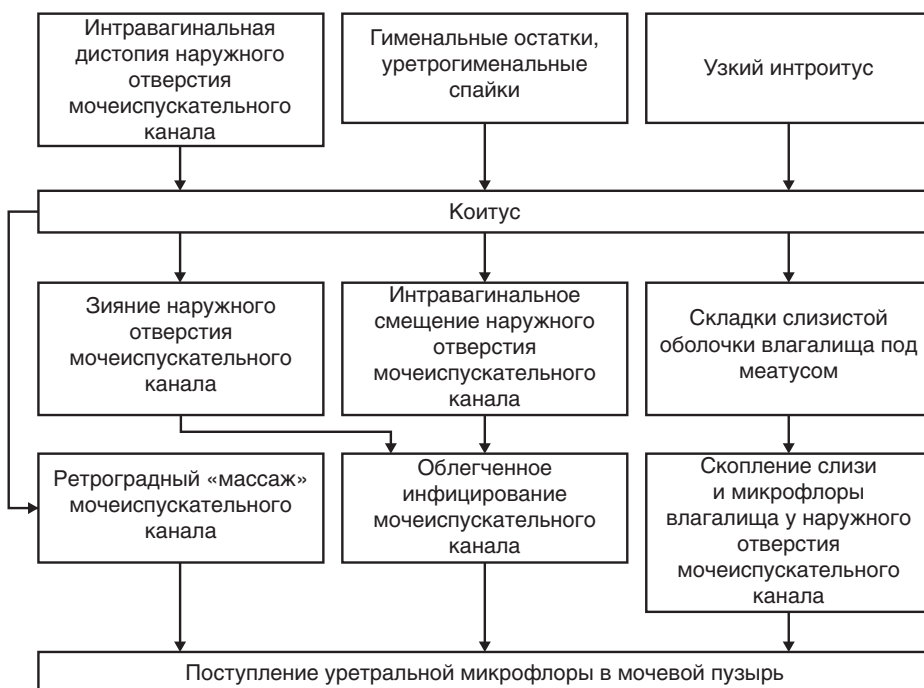 Интравагинальная
дистопия наружного
отверстия
мочеиспускательного
канала
Гименальные остатки,
уретрогименальные
спайки
Узкий интроитус
Коитус
Зияние наружного
отверстия
мочеиспускательного
канала
Интравагинальное
смещение наружного
отверстия
мочеиспускательного
канала
Складки слизистой
оболочки влагалища под
меатусом
Ретроградный «массаж»
мочеиспускательного
канала
Облегченное
инфицирование
мочеиспускательного
канала
Скопление слизи
и микрофлоры
влагалища у наружного
отверстия
мочеиспускательного
канала
Поступление уретральной микрофлоры в мочевой пузырь